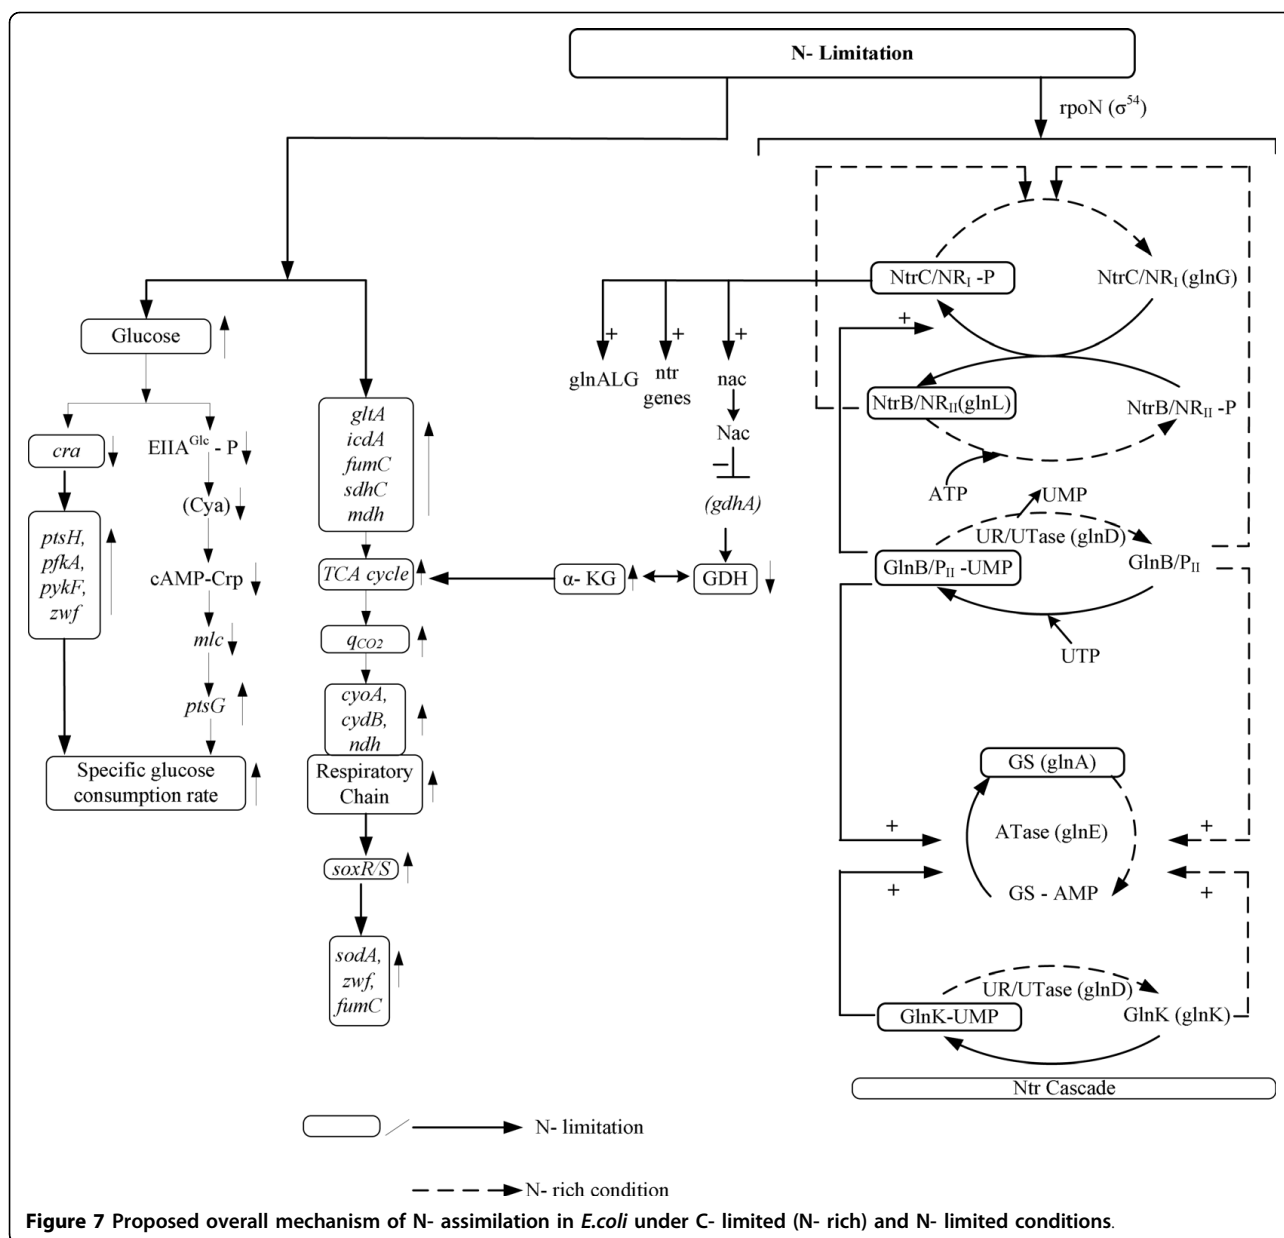 N- Limitation
rpoN (σ54)
NtrC/NRI -P
NtrC/NRI (glnG)
+
+
+
+
glnALG
ntr
genes
nac
Nac
–
(gdhA)
GDH
α- KG
NtrB/NRII(glnL)
NtrB/NRII -P
ATP
UMP
UR/UTase (glnD)
GlnB/PII -UMP
GlnB/PII
UTP
Glucose
cra
EIIAGlc - P
(Cya)
cAMP-Crp
mlc
ptsG
ptsH,
pfkA,
pykF,
zwf
Specific glucose
consumption rate
gltA
icdA
fumC
sdhC
mdh
TCA cycle
qCO2
cyoA,
cydB,
ndh
Respiratory
Chain
soxR/S
sodA,
zwf,
fumC
GS (glnA)
ATase (glnE)
GS - AMP
+
+
+
+
UR/UTase (glnD)
GlnK-UMP
GlnK (glnK)
Ntr Cascade
N- limitation
N- rich condition
Figure 7 Proposed overall mechanism of N- assimilation in E.coli under C- limited (N- rich) and N- limited conditions.